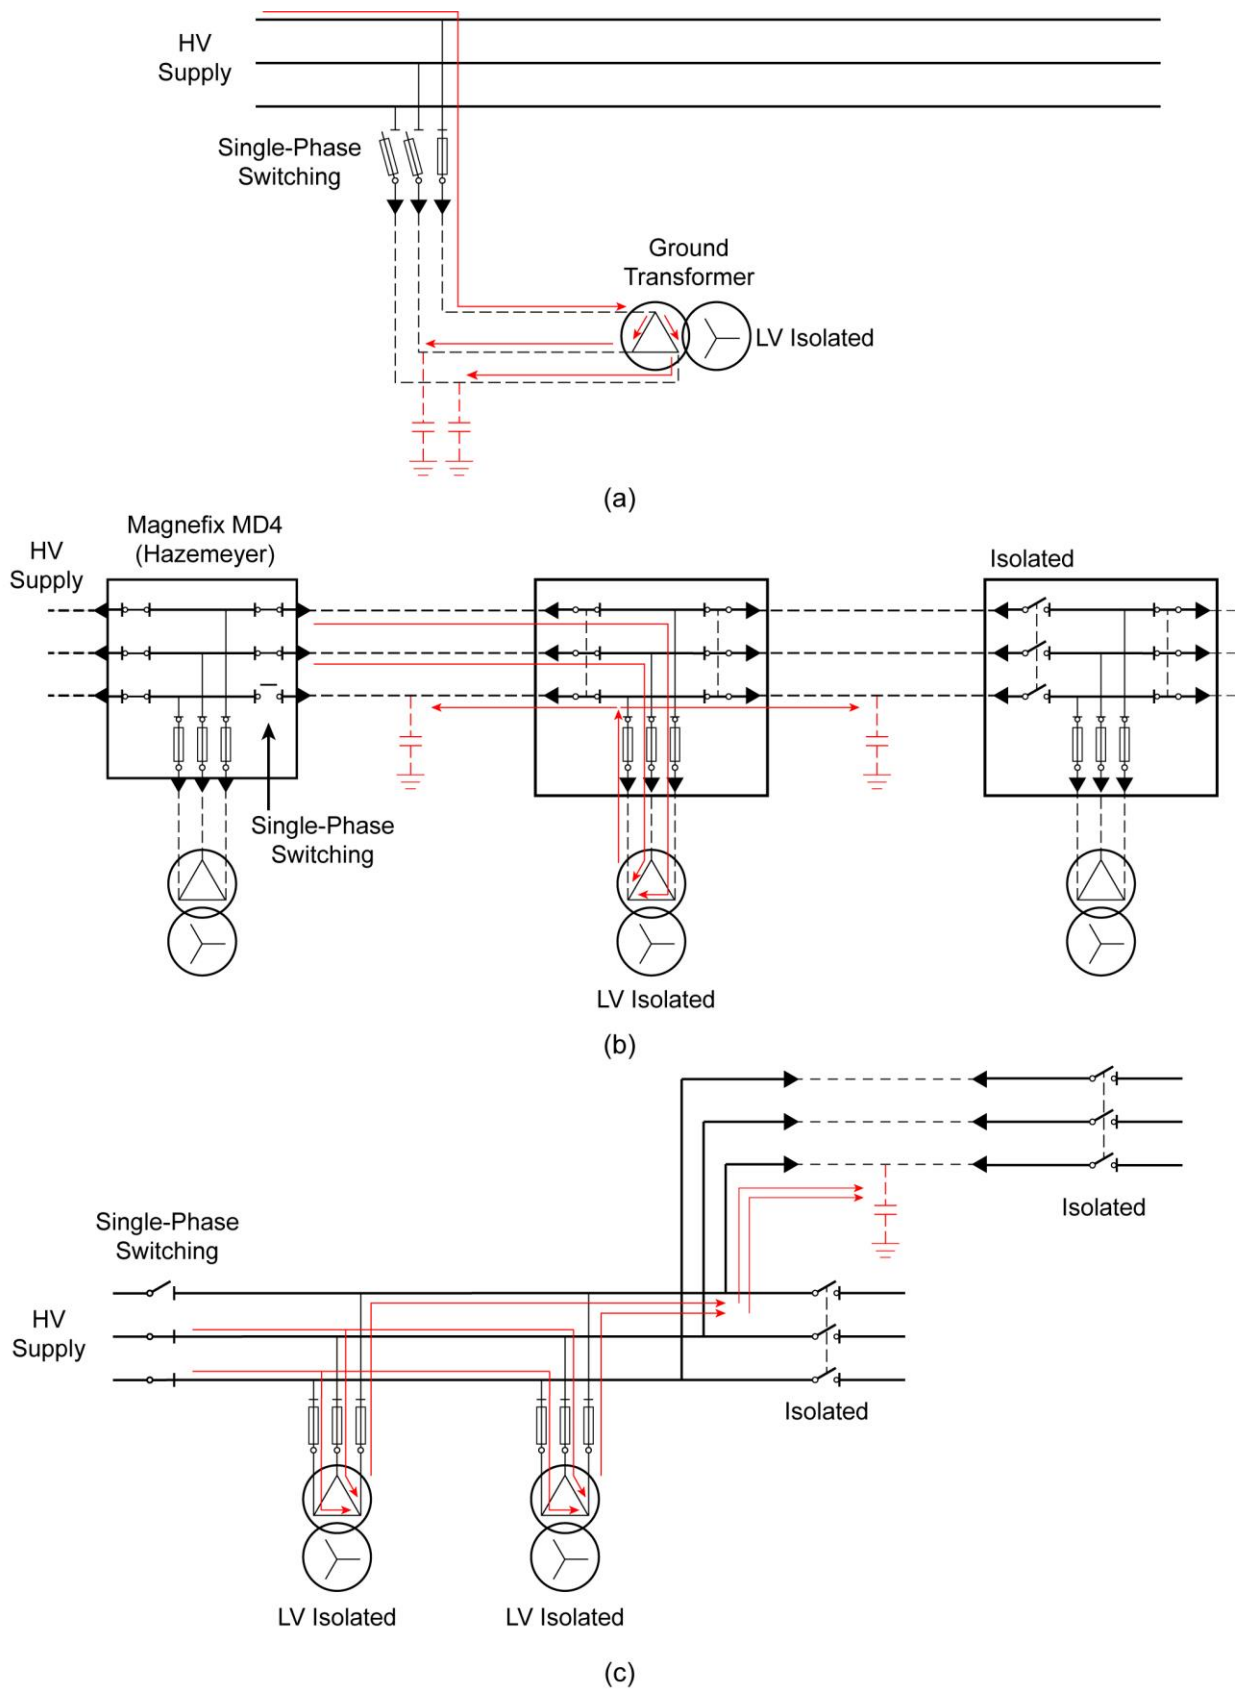 HV
Supply
Single-Phase
Switching
Ground
Transformer
LV Isolated
(a)
Magnefix MD4
(Hazemeyer)
HV
Supply
Isolated
Single-Phase
Switching
LV Isolated
(b)
Isolated
Single-Phase
Switching
HV
Supply
Isolated
LV Isolated
LV Isolated
(c)